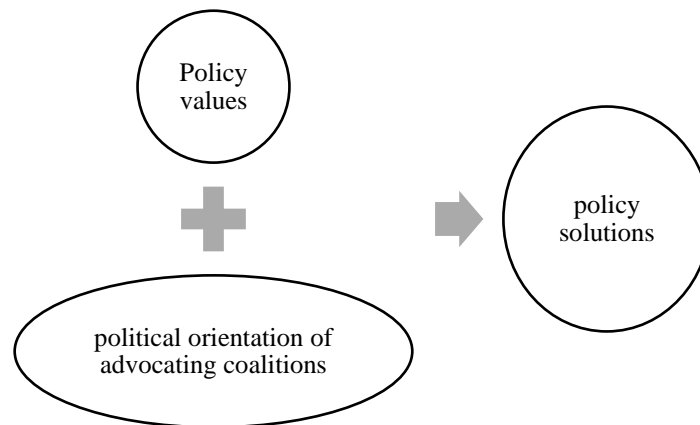 Policy
values
policy
solutions
political orientation of
advocating coalitions